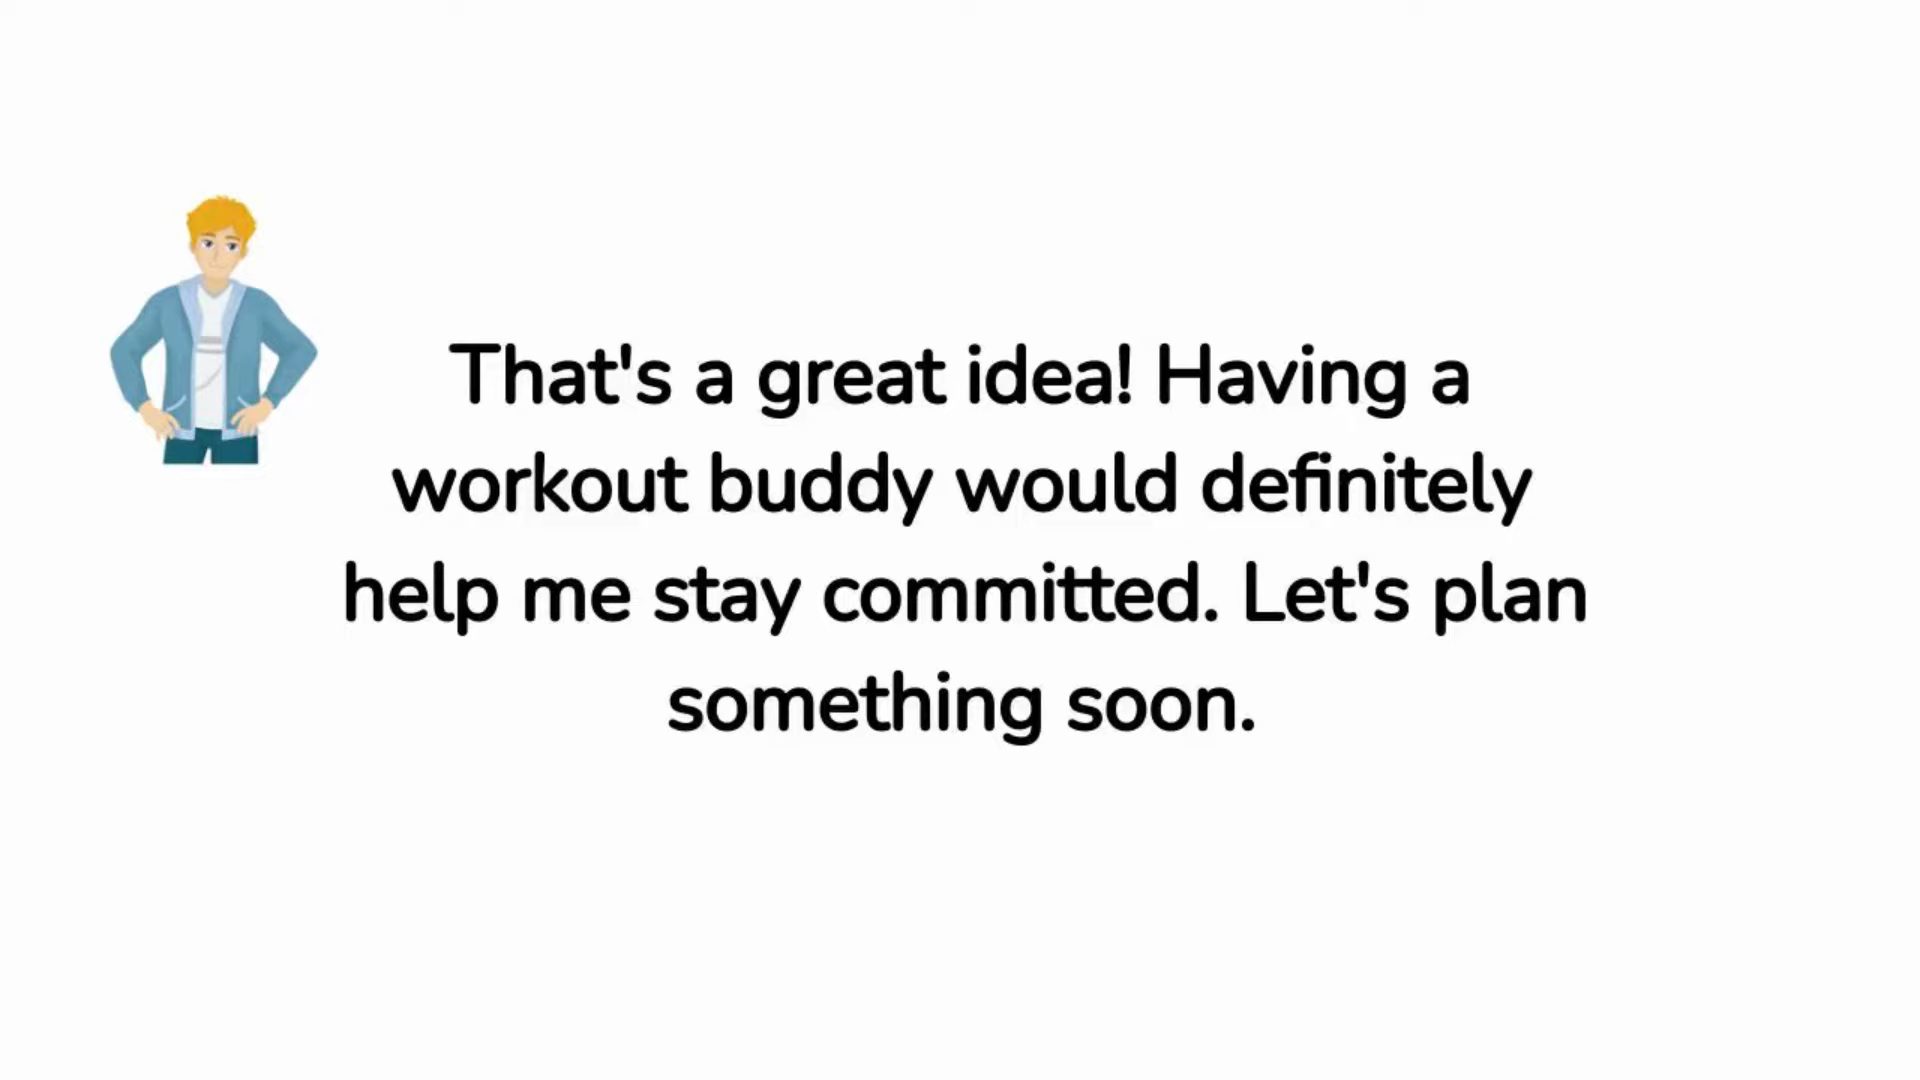 That's a great idea! Having a
workout buddy would definitely
help me stay committed. Let's plan
something soon.